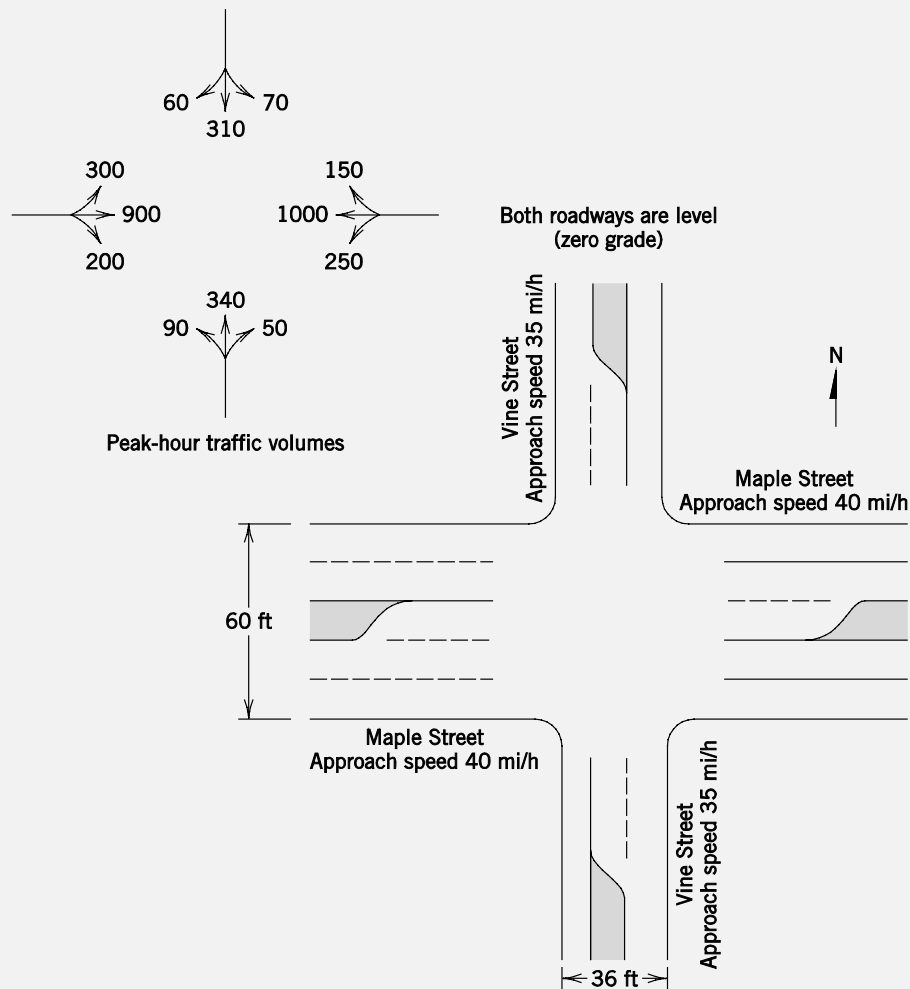 60
70
310
300
900
200
150
1000
250
340
90
50
Peak-hour traffic volumes
Both roadways are level
(zero grade)
Vine Street
Approach speed 35 mi/h
N
Maple Street
Approach speed 40 mi/h
60 ft
Maple Street
Approach speed 40 mi/h
Vine Street
Approach speed 35 mi/h
36 ft